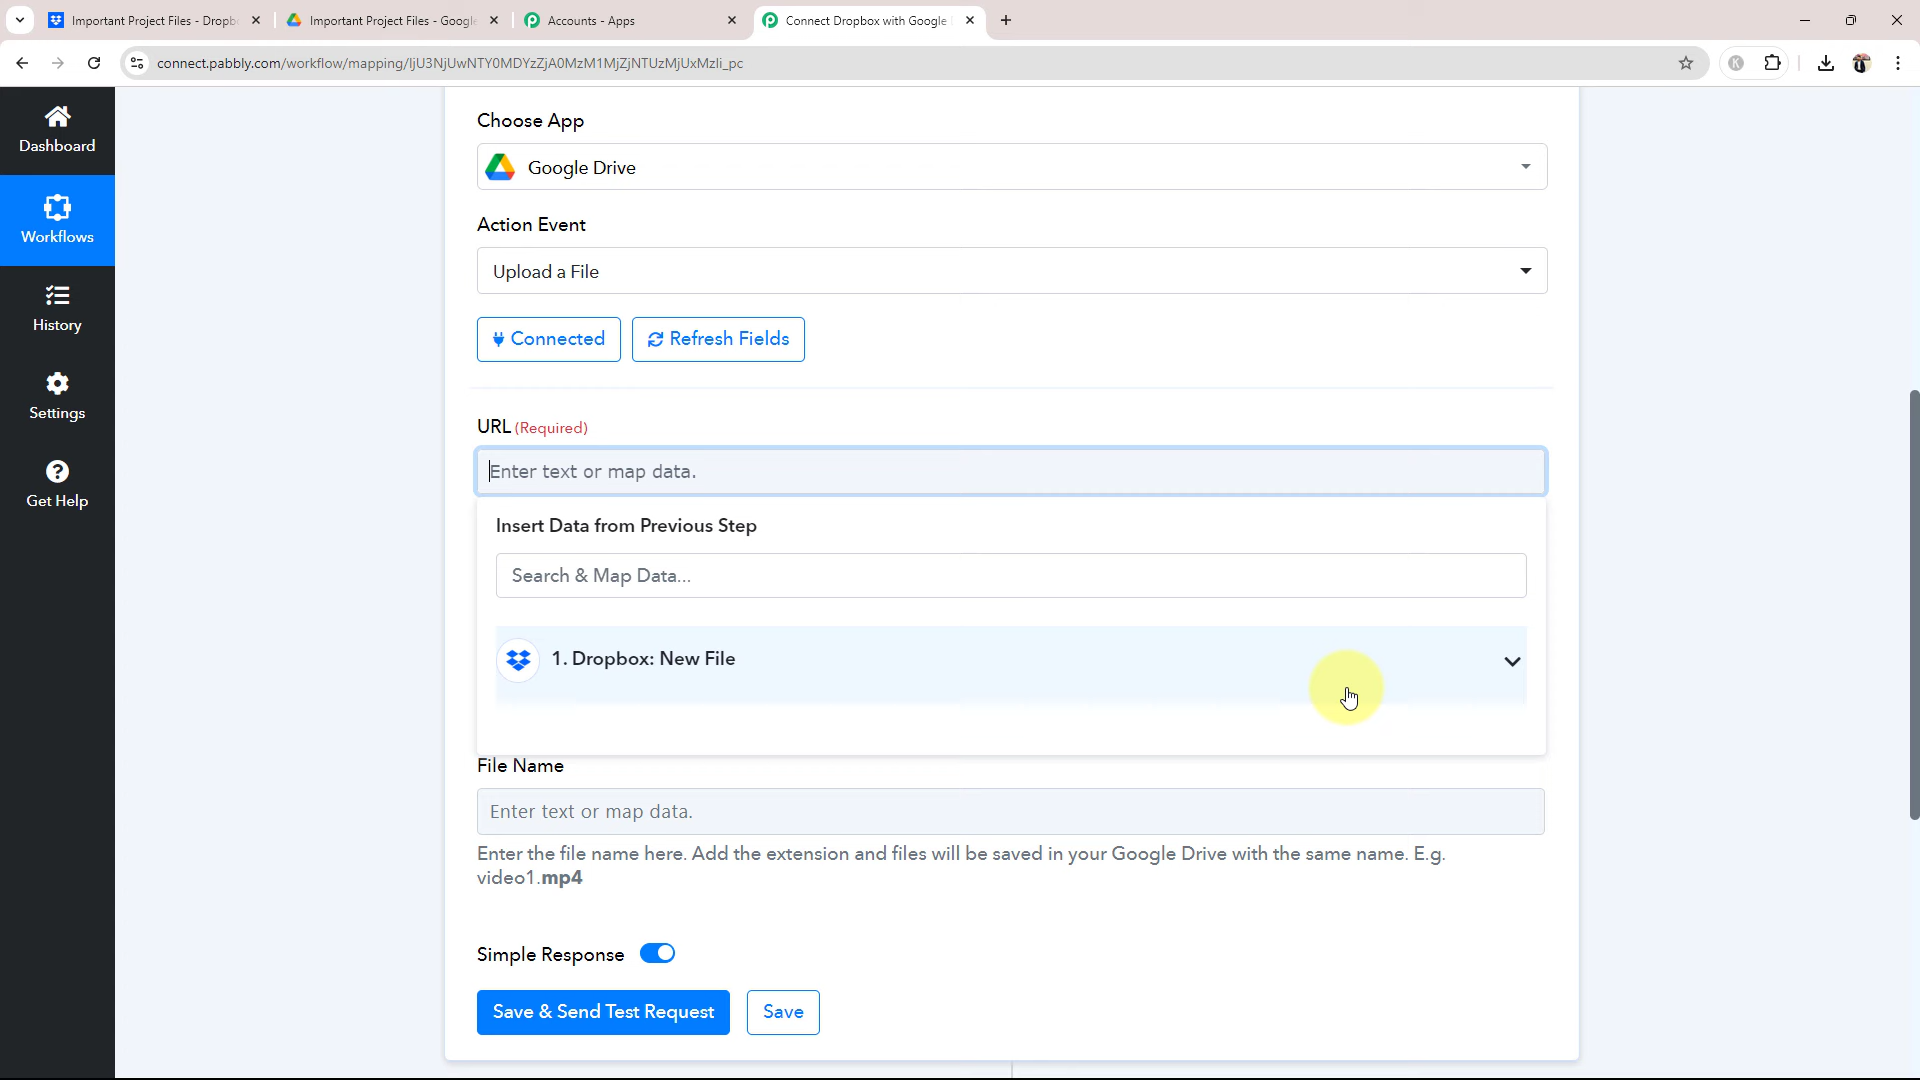 Important Project Files - Dropb
Important Project Files - Google
Accounts - Apps
Connect Dropbox with Google
connect.pabbly.com/workflow/mapping/IjU3NjUwNTY0MDYzZjA0MzM1MjZjNTUzMjUxMzIi_pc
K
Dashboard
Workflows
History
Settings
Get Help
Choose App
Google Drive
Action Event
Upload a File
Connected
Refresh Fields
URL (Required)
Enter text or map data.
Insert Data from Previous Step
Search & Map Data...
1. Dropbox: New File
File Name
Enter text or map data.
Enter the file name here. Add the extension and files will be saved in your Google Drive with the same name. E.g.
video1.mp4
Simple Response
Save & Send Test Request
Save